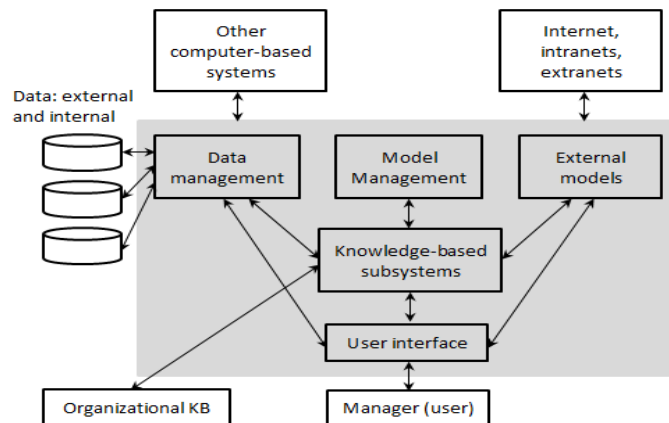 Other
computer-based
systems
Internet,
intranets,
extranets
Data: external
and internal
Data
management
Model
Management
External
models
Knowledge-based
subsystems
User interface
Organizational KB
Manager (user)